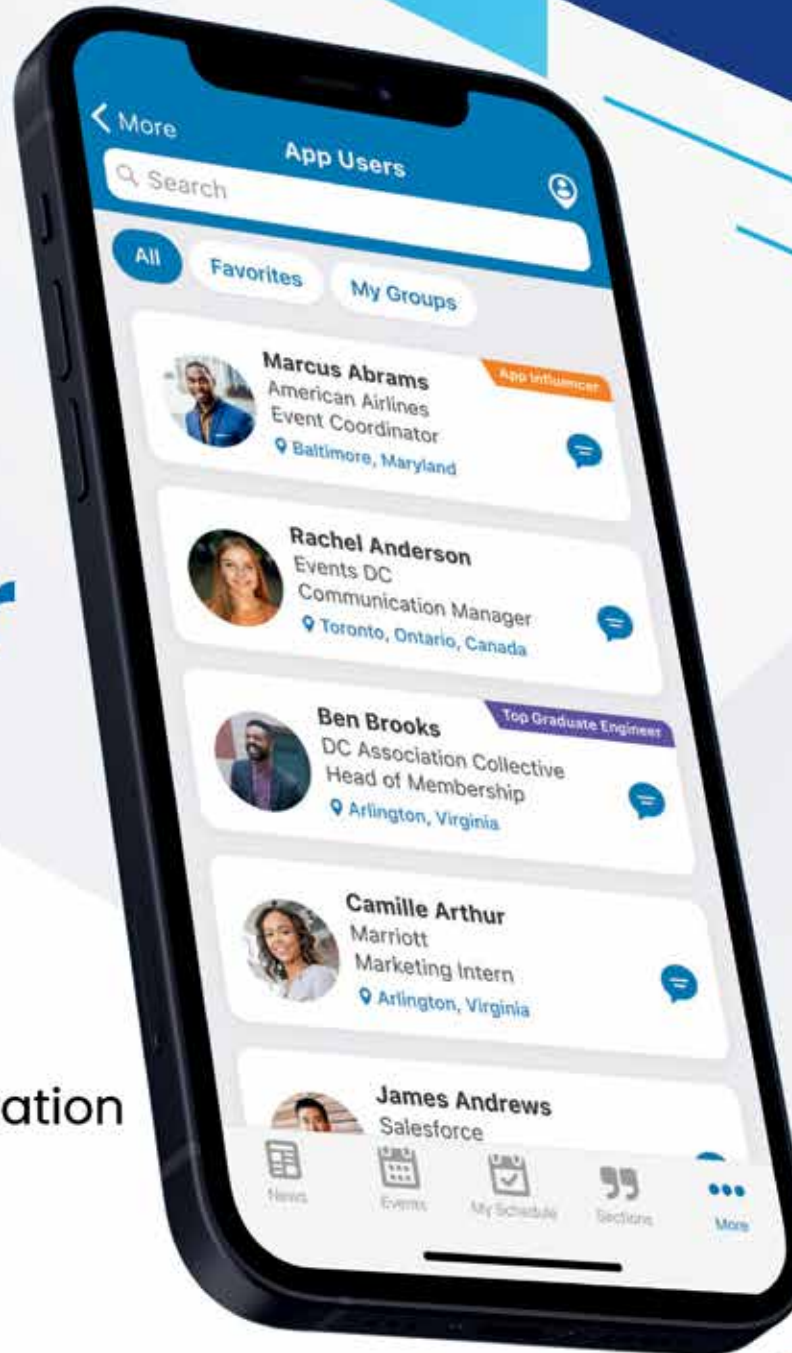 More
App Users
Search
All Favorites My Groups
Marcus Abrams
App Influencer
American Airlines
Event Coordinator
Baltimore, Maryland
Rachel Anderson
Events DC
Communication Manager
Toronto, Ontario, Canada
Ben Brooks
Top Graduate Engineer
DC Association Collective
Head of Membership
Arlington, Virginia
Camille Arthur
Marriott
Marketing Intern
Arlington, Virginia
ation
James Andrews
Salesforce
News Events My Schedule Sections More